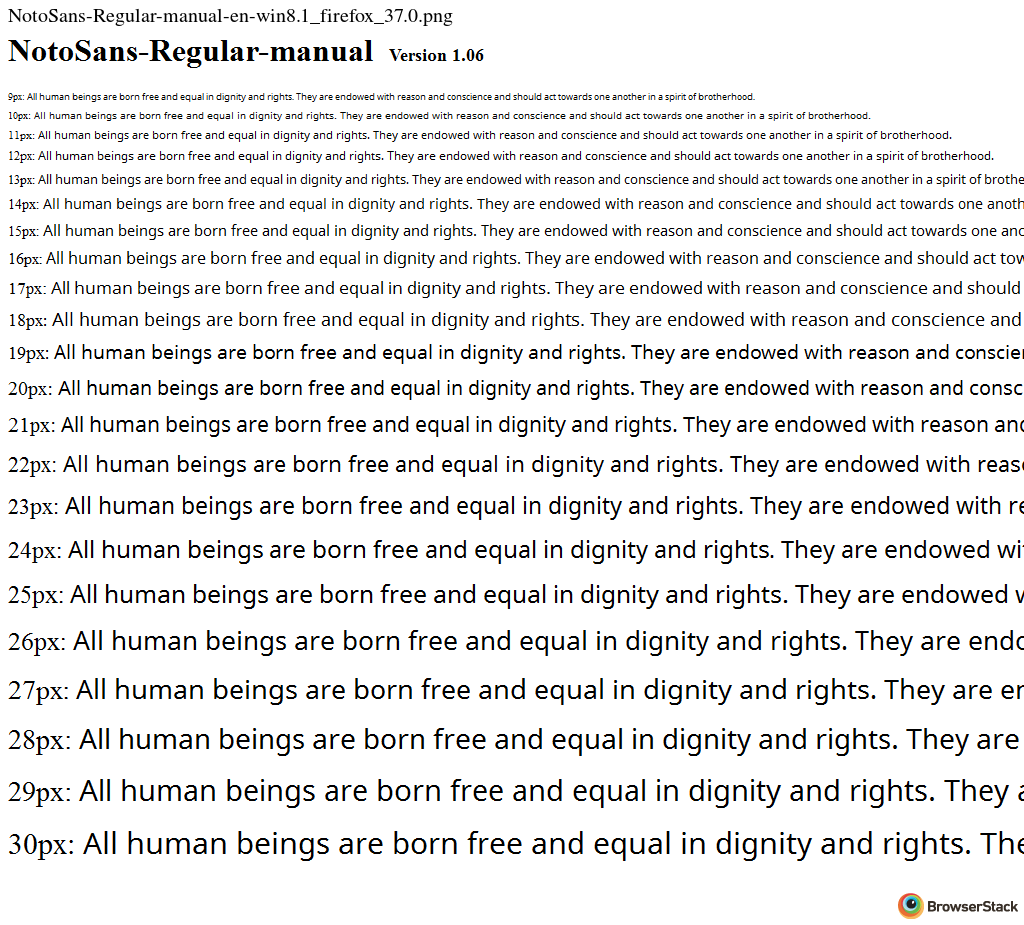 NotoSans-Regular-manual-en-win8.1_firefox_37.0.png
NotoSans-Regular-manual Version 1.06
9px: All human beings are born free and equal in dignity and rights. They are endowed with reason and conscience and should act towards one another in a spirit of brotherhood.
10px: All human beings are born free and equal in dignity and rights. They are endowed with reason and conscience and should act towards one another in a spirit of brotherhood.
11px: All human beings are born free and equal in dignity and rights. They are endowed with reason and conscience and should act towards one another in a spirit of brotherhood.
12px: All human beings are born free and equal in dignity and rights. They are endowed with reason and conscience and should act towards one another in a spirit of brotherhood.
13px: All human beings are born free and equal in dignity and rights. They are endowed with reason and conscience and should act towards one another in a spirit of brothe
14px: All human beings are born free and equal in dignity and rights. They are endowed with reason and conscience and should act towards one anoth
15px: All human beings are born free and equal in dignity and rights. They are endowed with reason and conscience and should act towards one ano
16px: All human beings are born free and equal in dignity and rights. They are endowed with reason and conscience and should act tow
17px: All human beings are born free and equal in dignity and rights. They are endowed with reason and conscience and should
18px: All human beings are born free and equal in dignity and rights. They are endowed with reason and conscience and
19px: All human beings are born free and equal in dignity and rights. They are endowed with reason and conscien
20px: All human beings are born free and equal in dignity and rights. They are endowed with reason and consc
21px: All human beings are born free and equal in dignity and rights. They are endowed with reason and
22px: All human beings are born free and equal in dignity and rights. They are endowed with reaso
23px: All human beings are born free and equal in dignity and rights. They are endowed with re
24px: All human beings are born free and equal in dignity and rights. They are endowed wi
25px: All human beings are born free and equal in dignity and rights. They are endowed w
26px: All human beings are born free and equal in dignity and rights. They are endo
27px: All human beings are born free and equal in dignity and rights. They are en
28px: All human beings are born free and equal in dignity and rights. They are
29px: All human beings are born free and equal in dignity and rights. They a
30px: All human beings are born free and equal in dignity and rights. The
BrowserStack